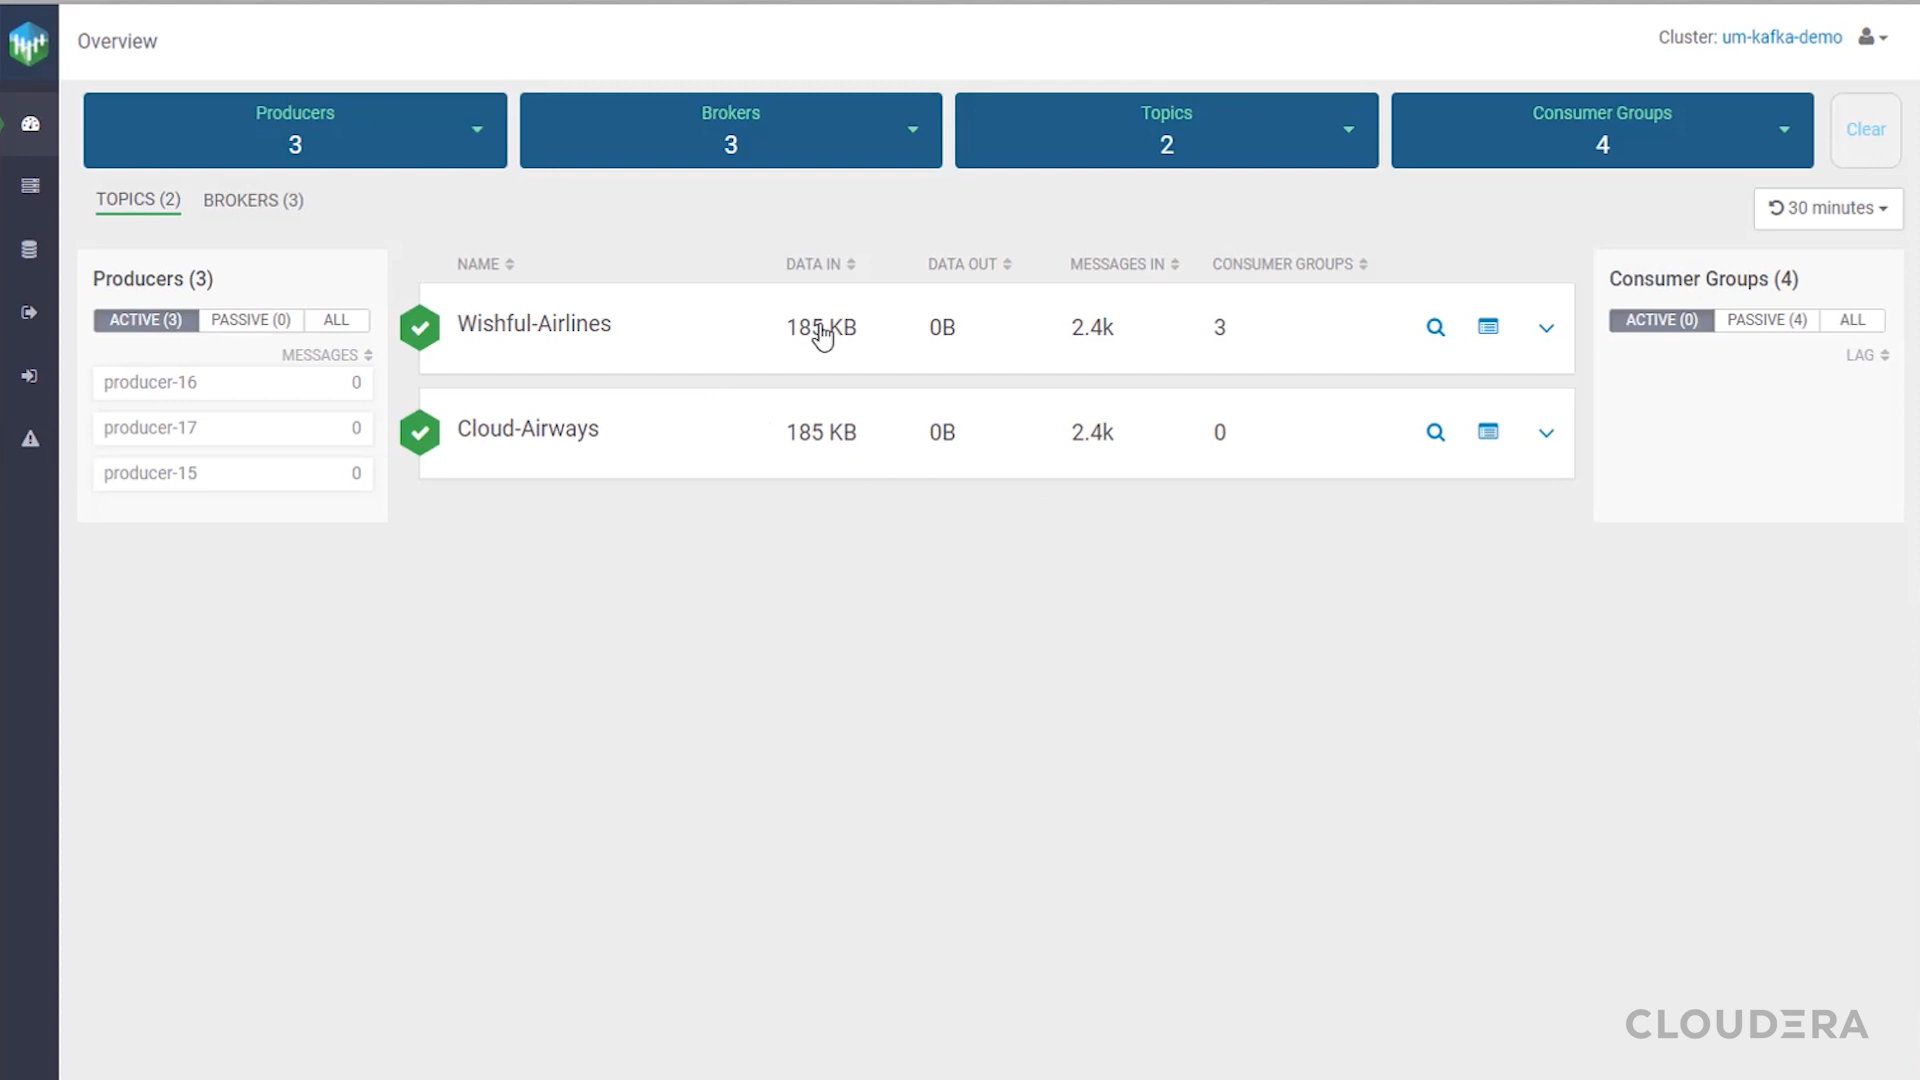 Overview
Cluster: um-kafka-demo
Producers
3
Brokers
3
Topics
2
Consumer Groups
4
Clear
TOPICS (2) BROKERS (3)
30 minutes
Producers (3)
ACTIVE (3) PASSIVE (0) ALL
MESSAGES
producer-16 0
producer-17 0
producer-15 0
NAME DATA IN DATA OUT MESSAGES IN CONSUMER GROUPS
Wishful-Airlines 185 KB 0B 2.4k 3
Cloud-Airways 185 KB 0B 2.4k 0
Consumer Groups (4)
ACTIVE (0) PASSIVE (4) ALL
LAG
CLOUDERA